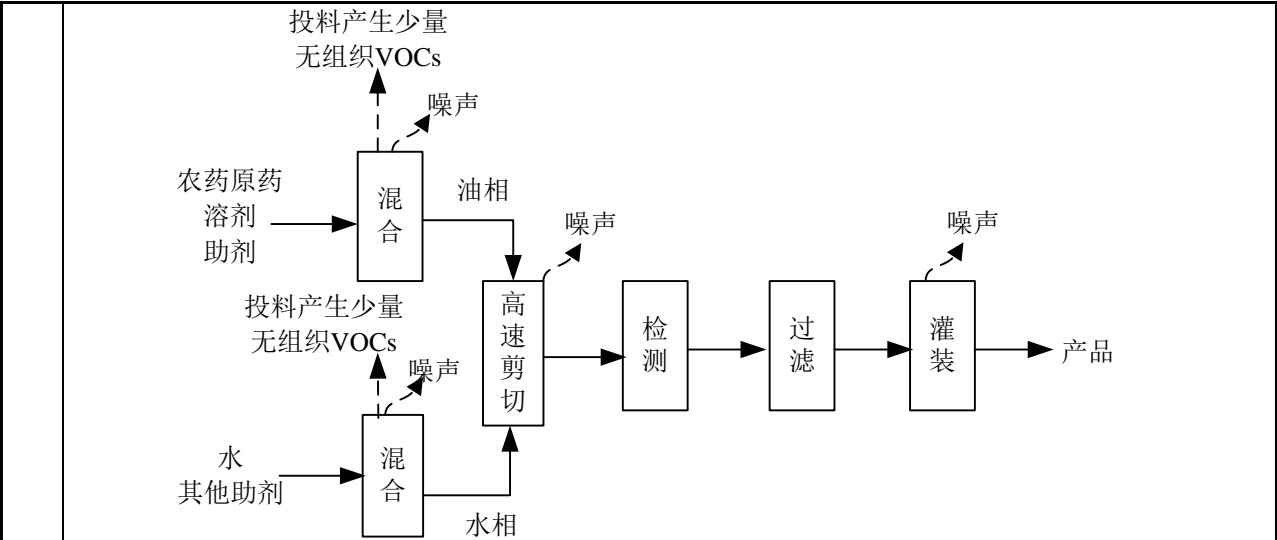 投料产生少量
无组织VOCs
噪声
农药原药
溶剂
助剂
混
合
油相
投料产生少量
无组织VOCs
噪声
水
其他助剂
混
合
水相
噪声
高
速
剪
切
检
测
过
滤
噪声
灌
装
产品